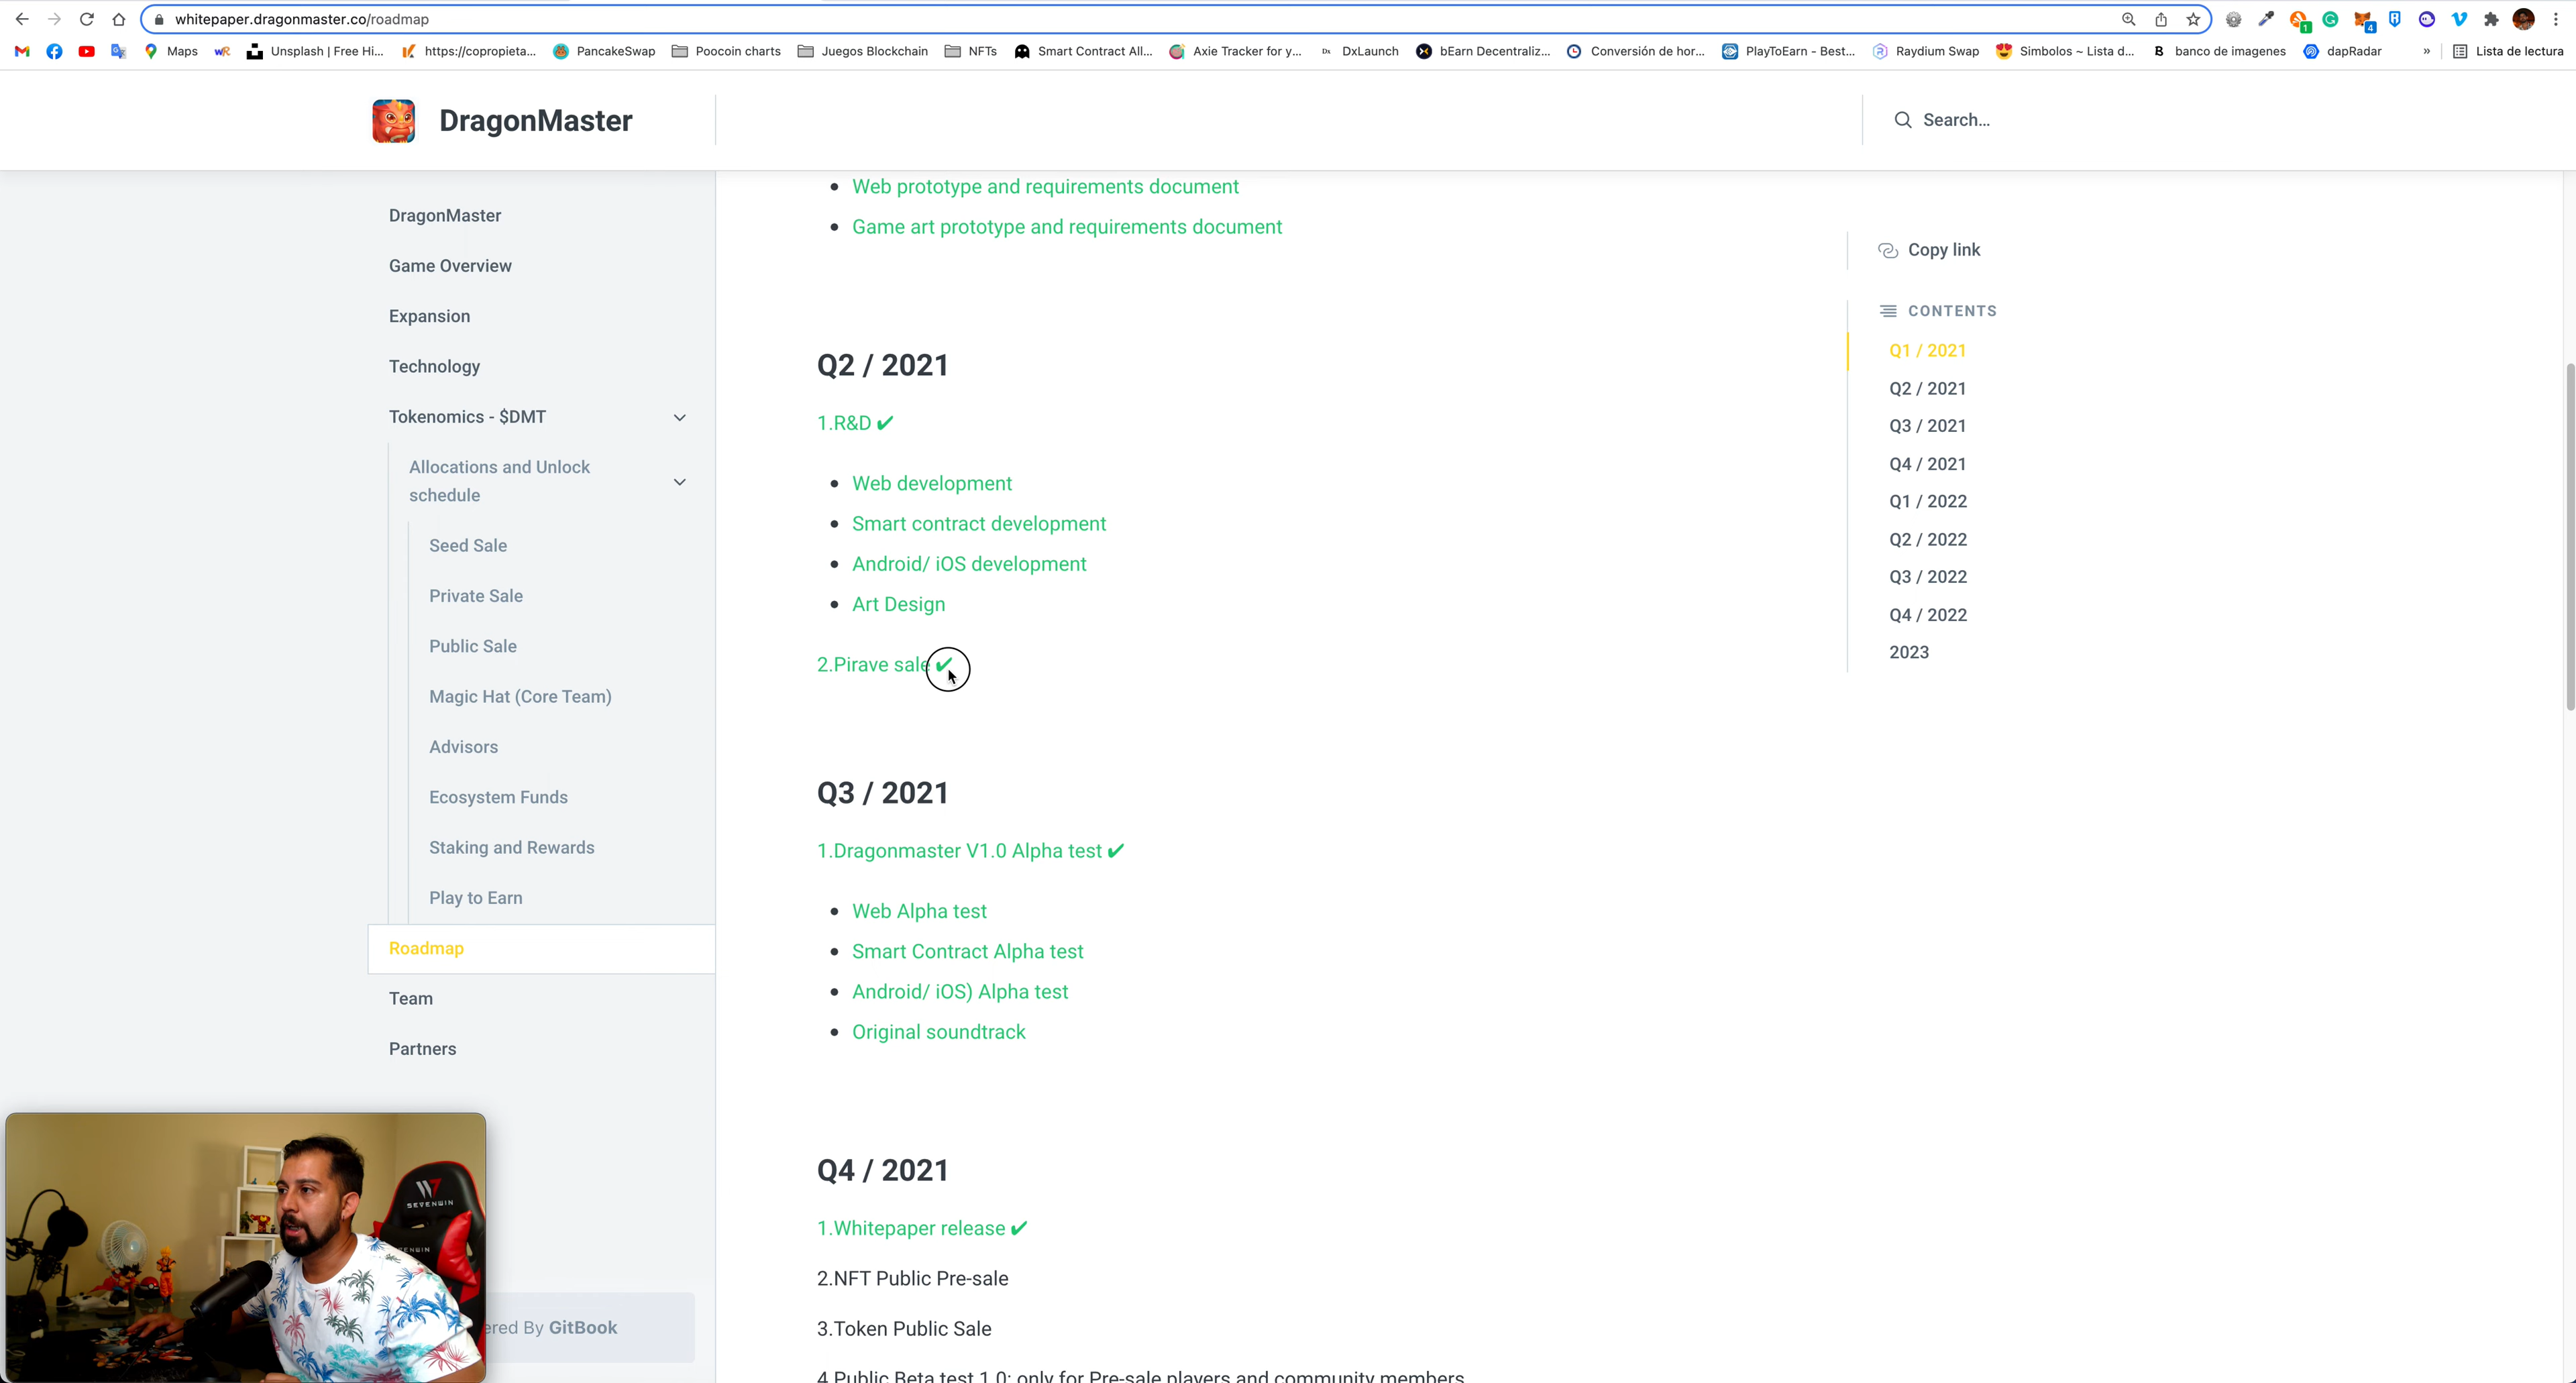 whitepaper.dragonmaster.co/roadmap
Maps
Unsplash | Free Hi...
https://copropieta...
PancakeSwap
Poocoin charts
Juegos Blockchain
NFTs
Smart Contract All...
Axie Tracker for y...
DxLaunch
bEarn Decentraliz...
Conversión de hor...
PlayToEarn - Best...
Raydium Swap
Simbolos ~ Lista d...
banco de imagenes
dapRadar
»
Lista de lectura
DragonMaster
Search...
DragonMaster
Game Overview
Expansion
Technology
Tokenomics - $DMT
Allocations and Unlock
schedule
Seed Sale
Private Sale
Public Sale
Magic Hat (Core Team)
Advisors
Ecosystem Funds
Staking and Rewards
Play to Earn
Roadmap
Team
Partners
ered By GitBook
Web prototype and requirements document
Game art prototype and requirements document
Q2 / 2021
1.R&D ✔
Web development
Smart contract development
Android/ iOS development
Art Design
2.Pirave sale ✔
Q3 / 2021
1.Dragonmaster V1.0 Alpha test ✔
Web Alpha test
Smart Contract Alpha test
Android/ iOS) Alpha test
Original soundtrack
Q4 / 2021
1.Whitepaper release ✔
2.NFT Public Pre-sale
3.Token Public Sale
4.Public Beta test 1.0: only for Pre-sale players and community members
Copy link
CONTENTS
Q1 / 2021
Q2 / 2021
Q3 / 2021
Q4 / 2021
Q1 / 2022
Q2 / 2022
Q3 / 2022
Q4 / 2022
2023
SEVENWIN